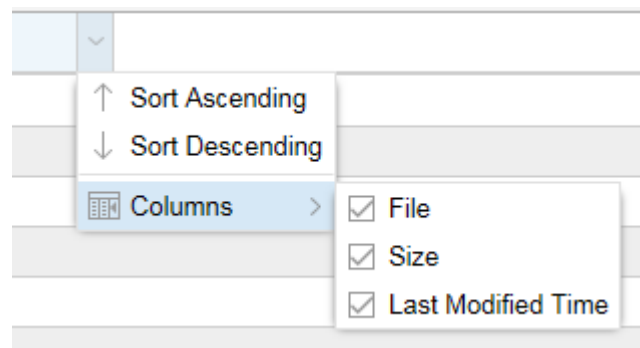 Sort Ascending
Sort Descending
Columns
File
Size
Last Modified Time